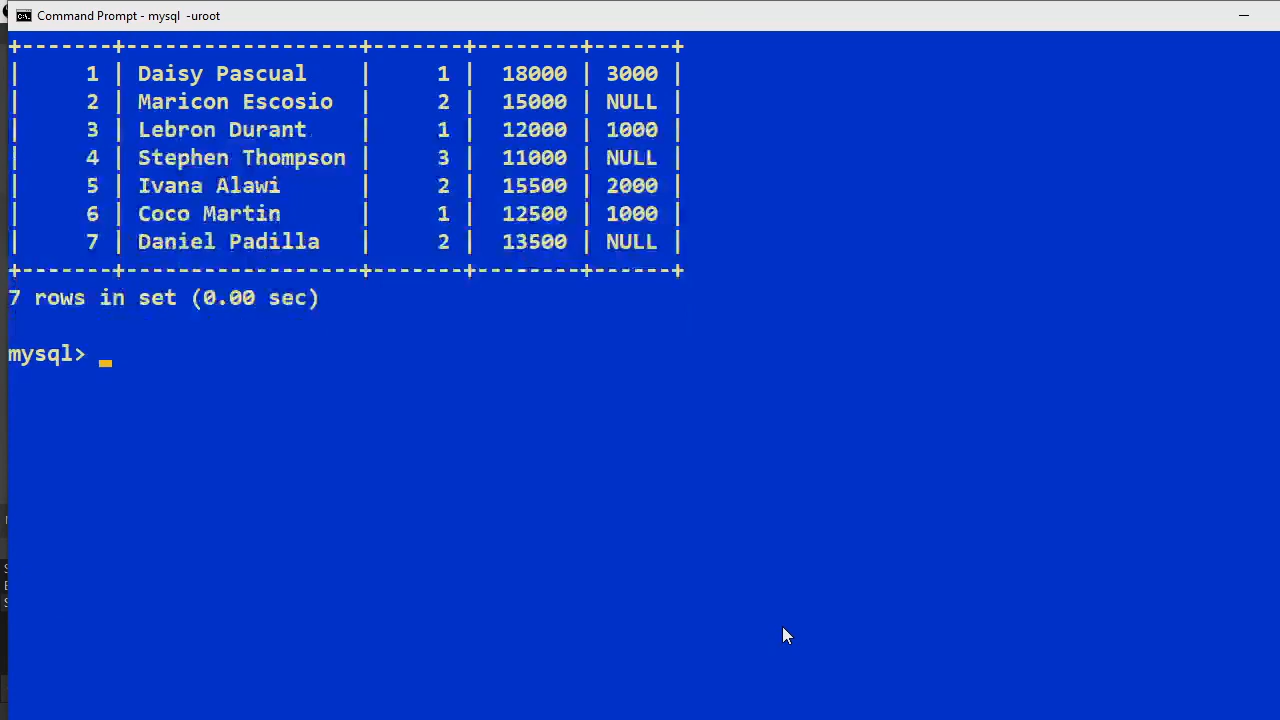 Command Prompt - mysql -uroot
+-------+------------------+-------+--------+------+
|     1 | Daisy Pascual    |     1 |  18000 | 3000 |
|     2 | Maricon Escosio  |     2 |  15000 | NULL |
|     3 | Lebron Durant    |     1 |  12000 | 1000 |
|     4 | Stephen Thompson |     3 |  11000 | NULL |
|     5 | Ivana Alawi      |     2 |  15500 | 2000 |
|     6 | Coco Martin      |     1 |  12500 | 1000 |
|     7 | Daniel Padilla   |     2 |  13500 | NULL |
+-------+------------------+-------+--------+------+
7 rows in set (0.00 sec)
mysql>